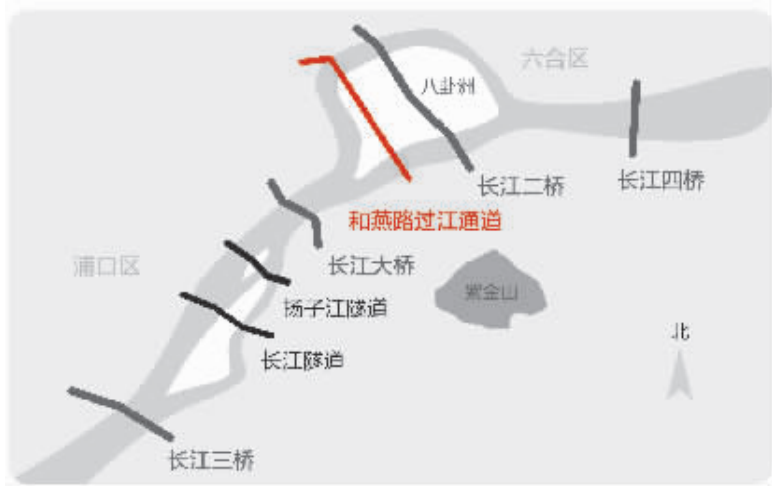 六合区
八卦洲
长江二桥
长江四桥
和燕路过江通道
浦口区
长江大桥
紫金山
扬子江隧道
北
长江隧道
长江三桥